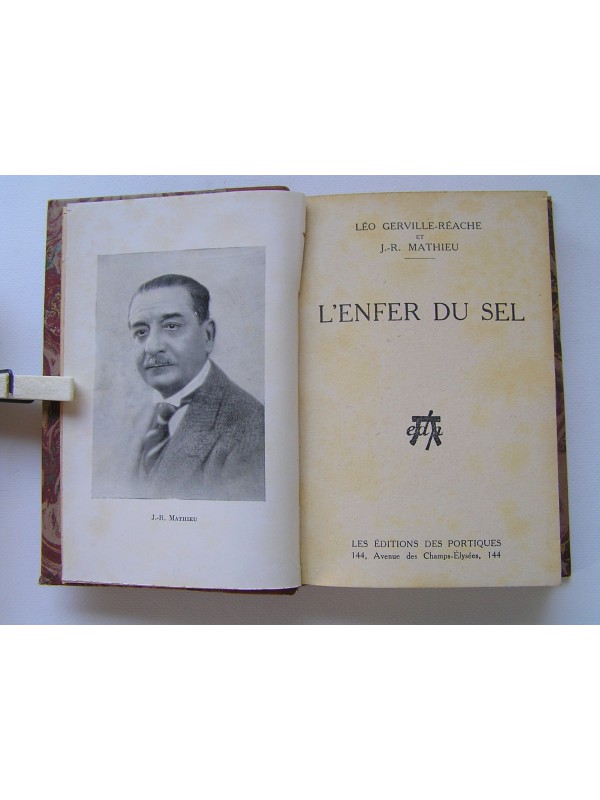 J.-R. MATHIEU
LÉO GERVILLE-RÉACHE
ET
J.-R. MATHIEU
L'ENFER DU SEL
edp
LES ÉDITIONS DES PORTIQUES
144, Avenue des Champs-Élysées, 144